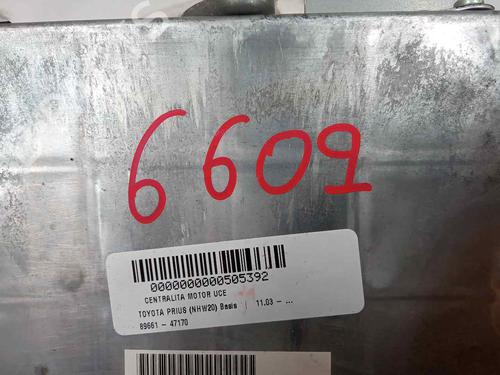 6609
0000000000505392
CENTRALITA MOTOR UCE
TOYOTA PRIUS (NHW20) Basis | 11.03 - ...
89661 - 47170